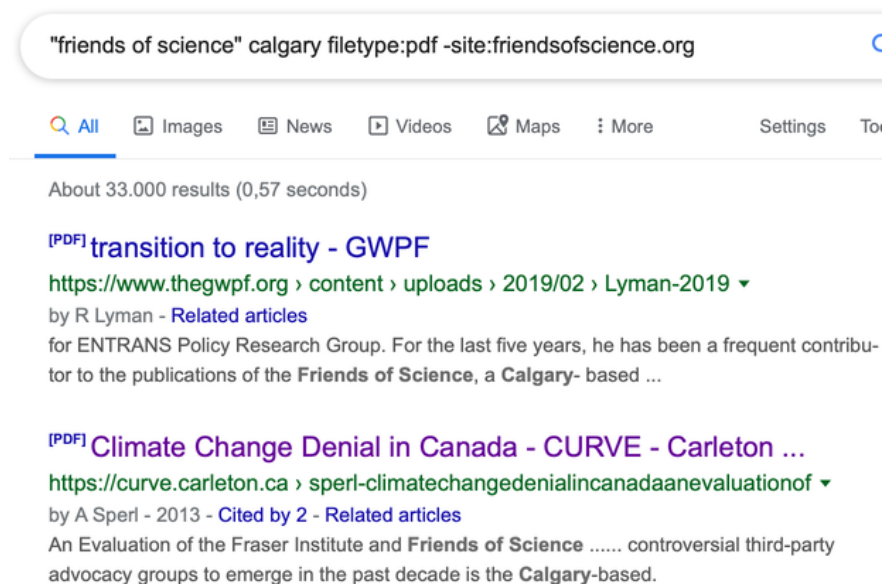 "friends of science" calgary filetype:pdf -site:friendsofscience.org
All Images News Videos Maps More Settings
About 33.000 results (0,57 seconds)
[PDF] transition to reality - GWPF
https://www.thegwpf.org › content › uploads › 2019/02 › Lyman-2019
by R Lyman - Related articles
for ENTRANS Policy Research Group. For the last five years, he has been a frequent contribu-
tor to the publications of the Friends of Science, a Calgary- based ...
[PDF] Climate Change Denial in Canada - CURVE - Carleton ...
https://curve.carleton.ca › sperl-climatechangedenialincanadaanevaluationof
by A Sperl - 2013 - Cited by 2 - Related articles
An Evaluation of the Fraser Institute and Friends of Science ...... controversial third-party
advocacy groups to emerge in the past decade is the Calgary-based.